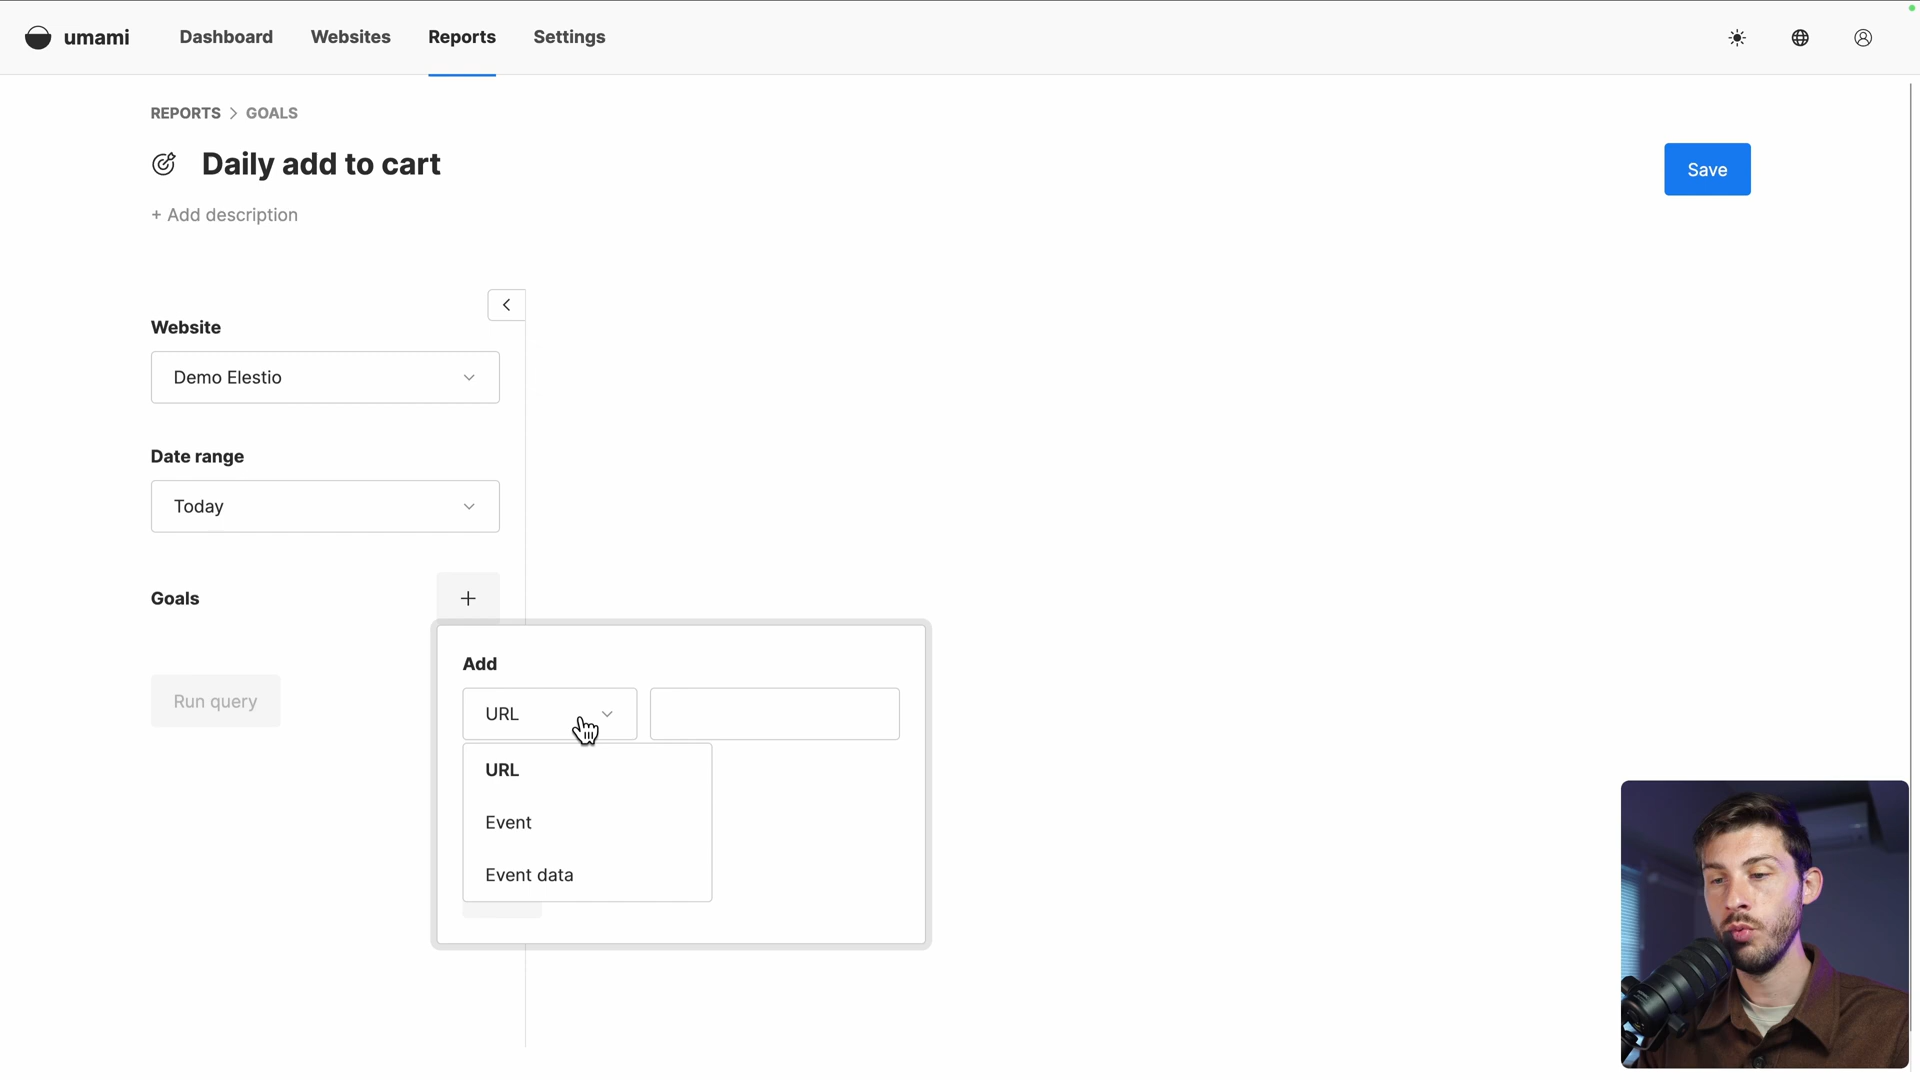 umami
Dashboard
Websites
Reports
Settings
REPORTS > GOALS
Daily add to cart
Save
+ Add description
Website
Demo Elestio
Date range
Today
Goals
+
Add
Run query
URL
URL
Event
Event data